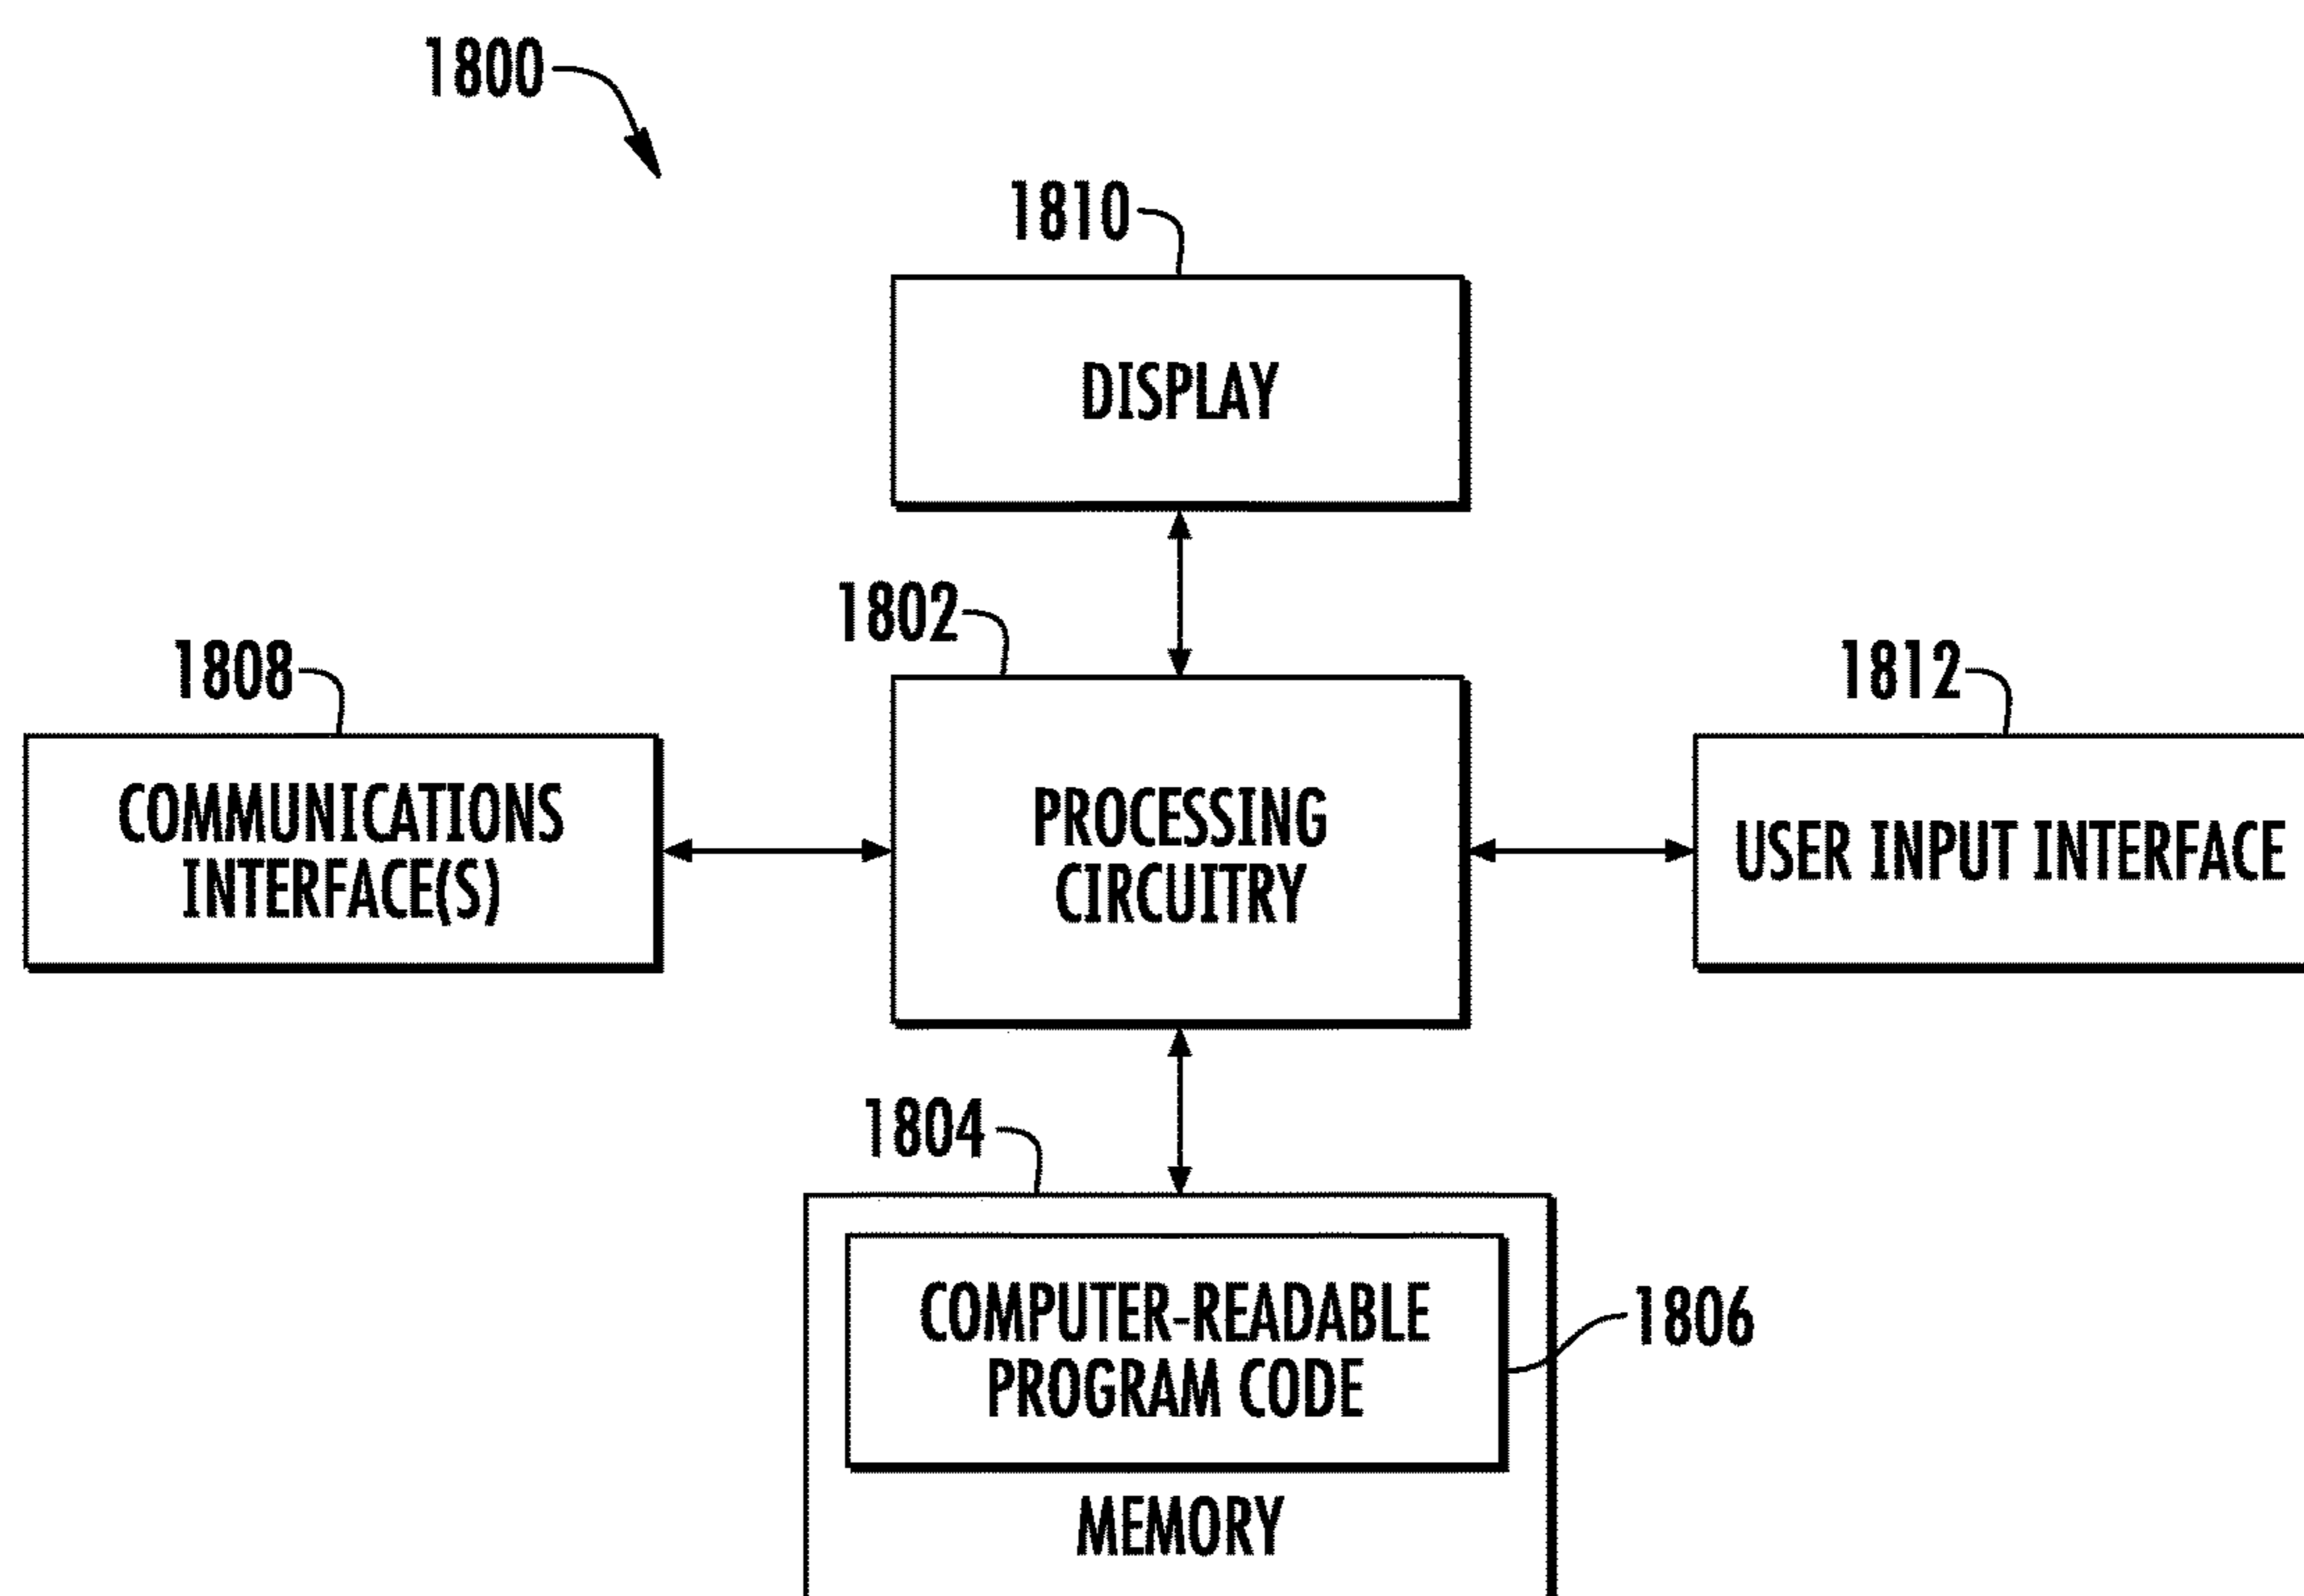 1800
1810
DISPLAY
1802
1808
1812
COMMUNICATIONS
INTERFACE(S)
PROCESSING
CIRCUITRY
USER INPUT INTERFACE
1804
COMPUTER-READABLE
PROGRAM CODE
1806
MEMORY